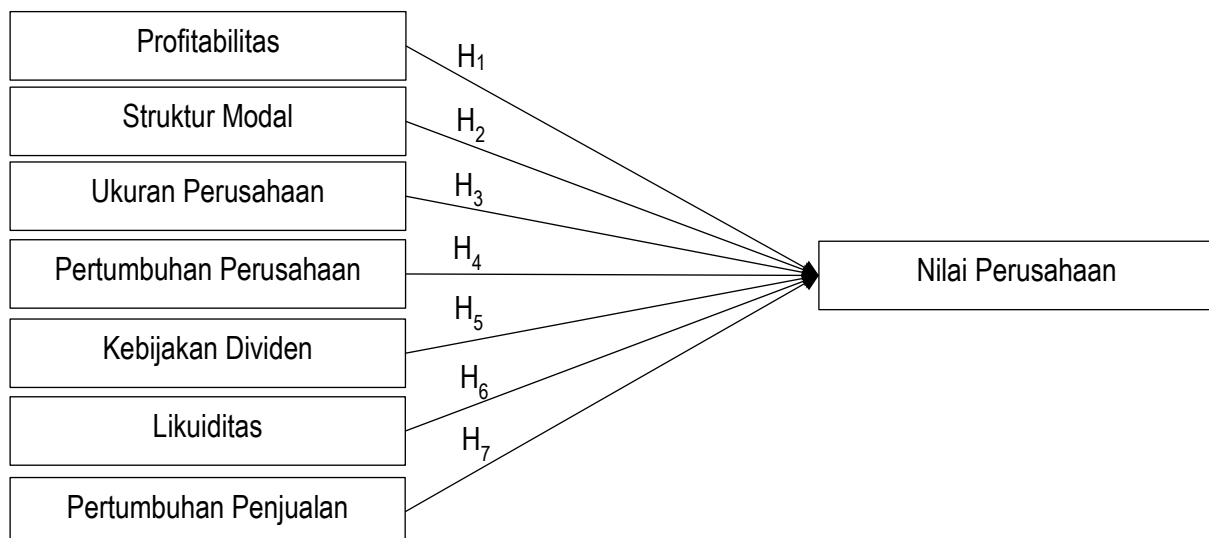 Profitabilitas
H₁
Struktur Modal
H₂
Ukuran Perusahaan
H₃
Pertumbuhan Perusahaan
H₄
Nilai Perusahaan
Kebijakan Dividen
H₅
Likuiditas
H₆
Pertumbuhan Penjualan
H₇